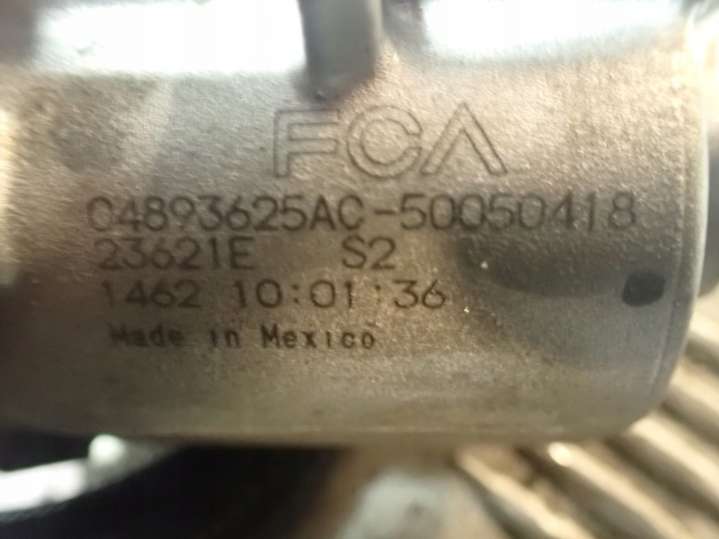 FCA
04893625AC-50050418
23621E S2
1462 10:01:36
Made in Mexico